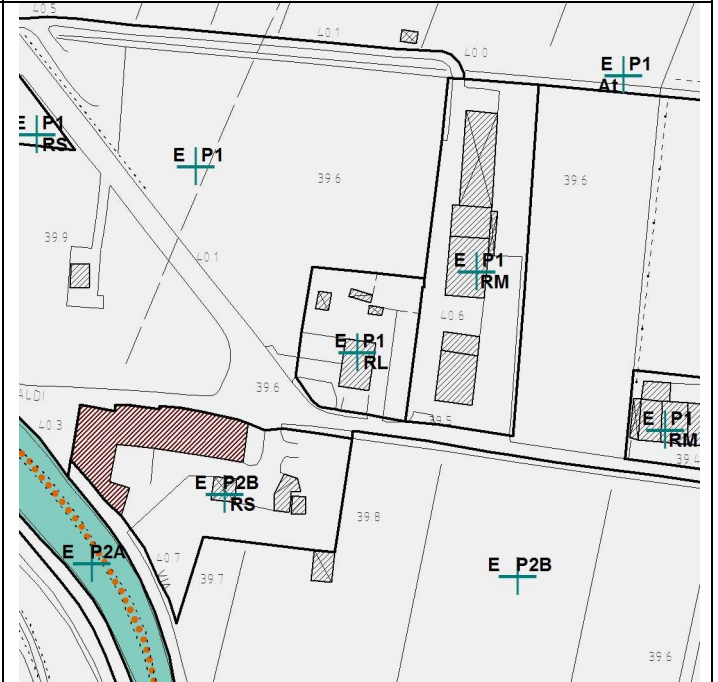 40.5
40.1
40.0
E P1
At
E P1
RS
E P1
39.6
39.6
39.9
40.1
E P1
RM
40.6
E P1
RL
39.6
39.5
ALDI
40.3
E P1
RM
39.4
E P2B
RS
39.8
E P2A
40.7
39.7
E P2B
39.6